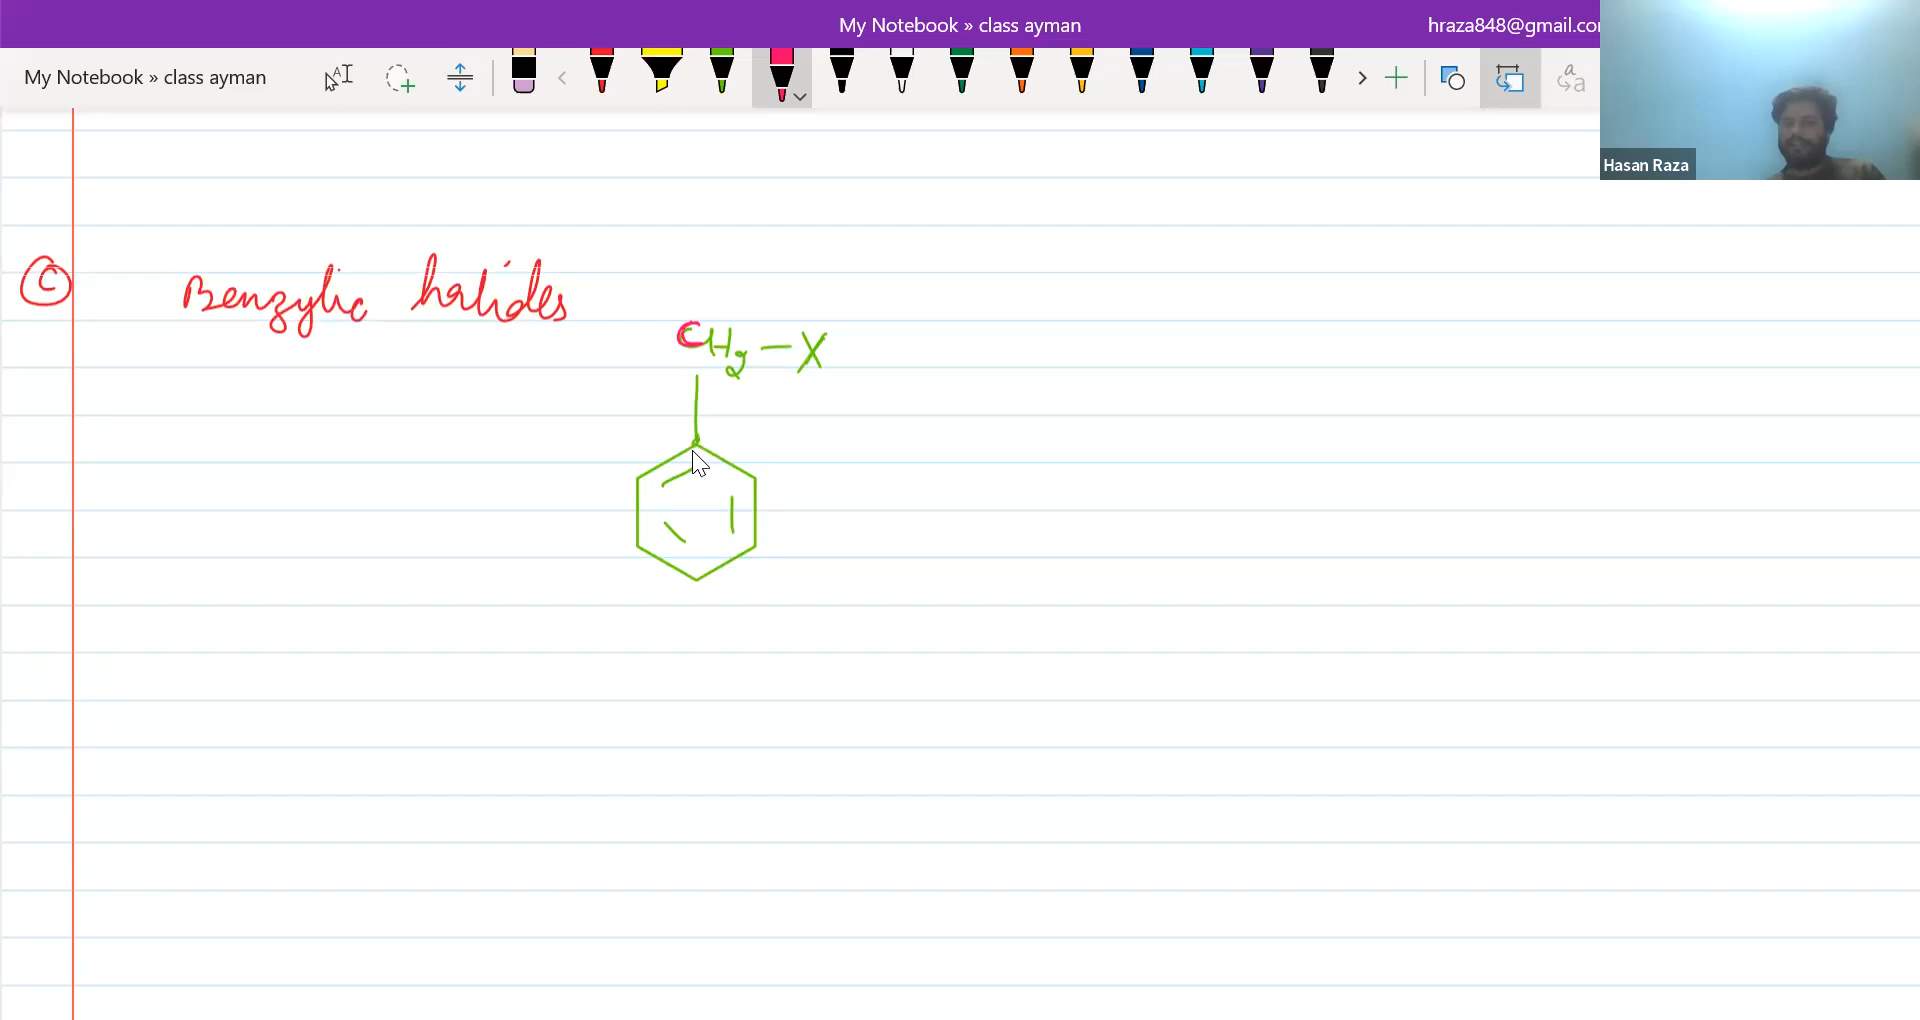 My Notebook » class ayman
hraza848@gmail.co
My Notebook » class ayman
Hasan Raza
C Benzylic halides
CH2-X